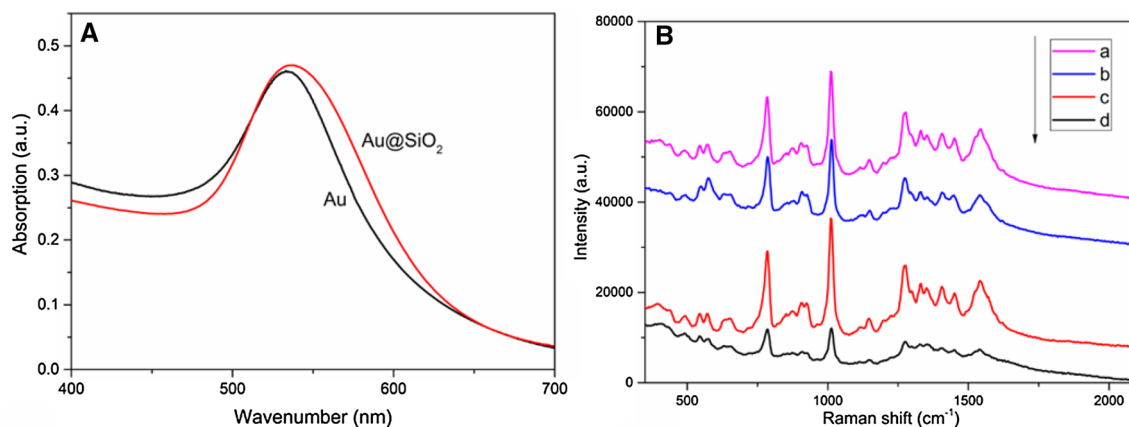 A
0.5
0.4
0.3
0.2
0.1
0.0
400
500
600
700
Absorption (a.u.)
Wavenumber (nm)
Au@SiO₂
Au
B
80000
60000
40000
20000
0
500
1000
1500
2000
Intensity (a.u.)
Raman shift (cm⁻¹)
a
b
c
d